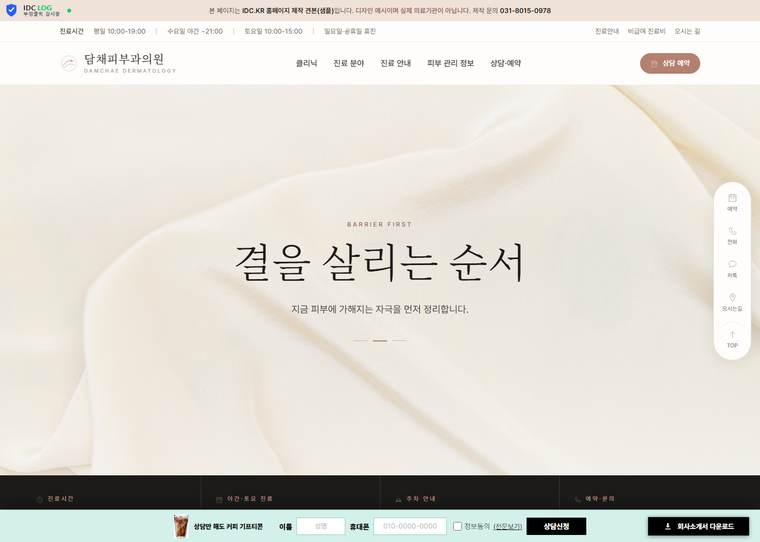 IDC LOG
부정클릭 감시중
본 페이지는 IDC.KR 홈페이지 제작 견본(샘플)입니다. 디자인 예시이며 실제 의료기관이 아닙니다. 제작 문의 031-8015-0978
진료시간 평일 10:00-19:00 | 수요일 야간 ~21:00 | 토요일 10:00-15:00 | 일요일·공휴일 휴진
진료안내 비급여 진료비 오시는 길
담채피부과의원
DAMCHAE DERMATOLOGY
클리닉 진료 분야 진료 안내 피부 관리 정보 상담·예약
상담 예약
BARRIER FIRST
결을 살리는 순서
지금 피부에 가해지는 자극을 먼저 정리합니다.
예약
전화
카톡
오시는길
TOP
진료시간
야간·토요 진료
주차 안내
예약·문의
상담만 해도 커피 기프티콘
이름 성명
휴대폰 010-0000-0000
정보동의 (전문보기)
상담신청
회사소개서 다운로드